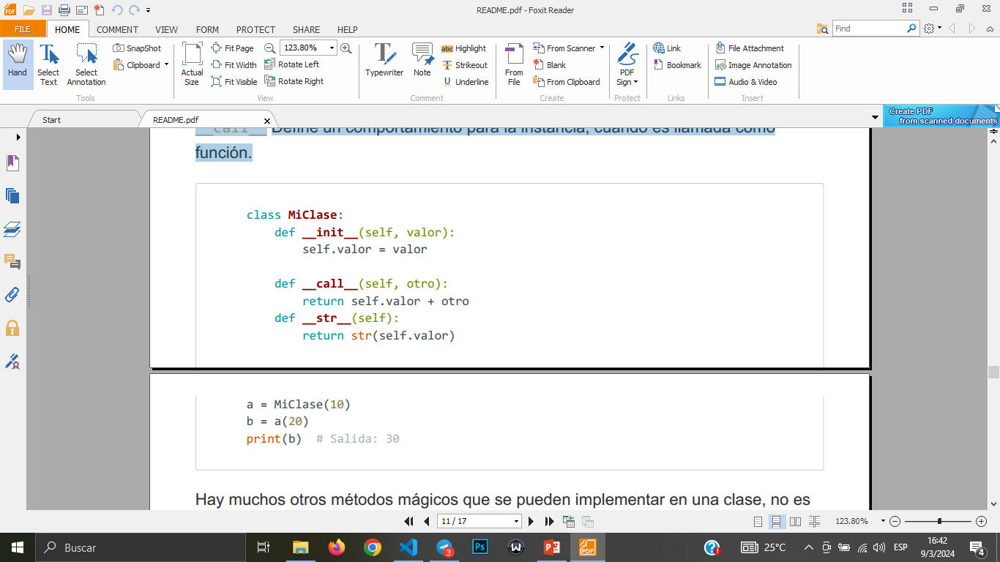 README.pdf - Foxit Reader
FILE HOME COMMENT VIEW FORM PROTECT SHARE HELP
Find
Hand
Select Text
Select Annotation
SnapShot
Clipboard
Tools
Actual Size
Fit Page
Fit Width
Fit Visible
123.80%
Rotate Left
Rotate Right
View
Typewriter
Note
abc Highlight
T Strikeout
U Underline
Comment
From File
From Scanner
Blank
From Clipboard
Create
PDF Sign
Protect
Link
Bookmark
Links
File Attachment
Image Annotation
Audio & Video
Insert
Start
README.pdf
Create PDF
from scanned documents
__call__ Define un comportamiento para la instancia, cuando es llamada como
función.
class MiClase:
def __init__(self, valor):
self.valor = valor
def __call__(self, otro):
return self.valor + otro
def __str__(self):
return str(self.valor)
a = MiClase(10)
b = a(20)
print(b) # Salida: 30
Hay muchos otros métodos mágicos que se pueden implementar en una clase, no es
11 / 17
123.80%
Buscar
3
Ps
PDF
25°C
ESP
16:42
9/3/2024
4